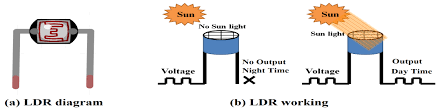 Sun
No Sun light
Voltage
No Output
Night Time
Sun
Sun light
Voltage
Output
Day Time
(a) LDR diagram
(b) LDR working